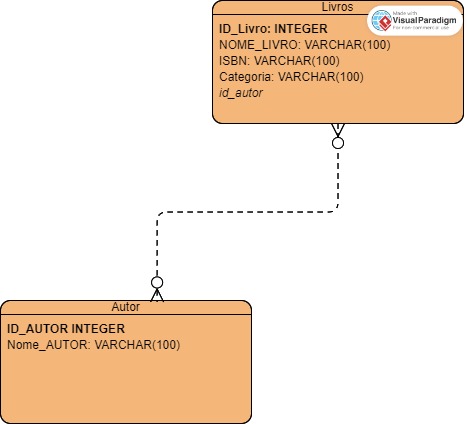 Livros
Made with
Visual Paradigm
For non-commercial use
ID_Livro: INTEGER
NOME_LIVRO: VARCHAR(100)
ISBN: VARCHAR(100)
Categoria: VARCHAR(100)
id_autor
Autor
ID_AUTOR INTEGER
Nome_AUTOR: VARCHAR(100)